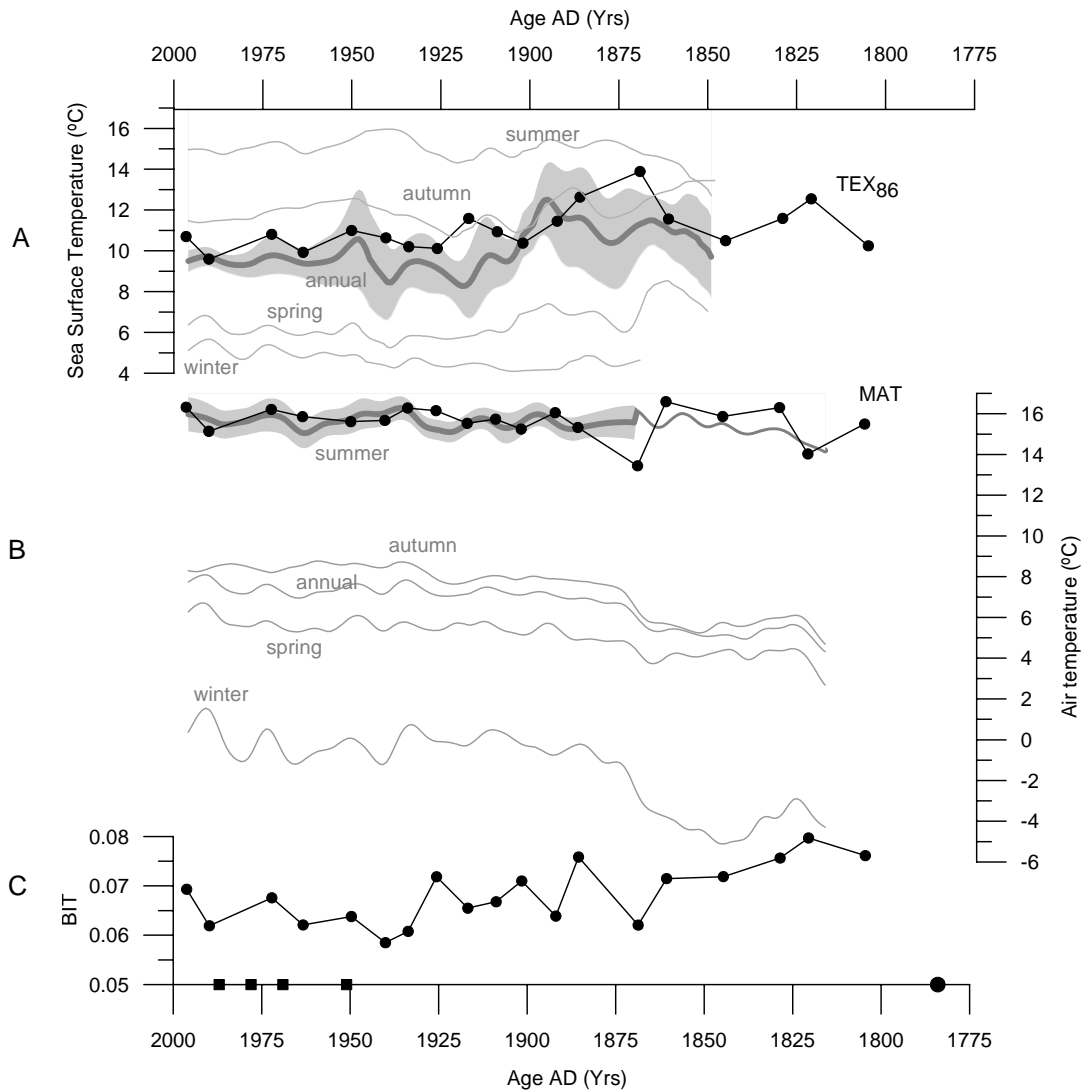 Age AD (Yrs)
2000 1975 1950 1925 1900 1875 1850 1825 1800 1775
A
Sea Surface Temperature (ºC)
16
14
12
10
8
6
4
summer
autumn
TEX86
annual
spring
winter
B
MAT
summer
autumn
annual
spring
winter
Air temperature (ºC)
16
14
12
10
8
6
4
2
0
-2
-4
-6
C
BIT
0.08
0.07
0.06
0.05
2000 1975 1950 1925 1900 1875 1850 1825 1800 1775
Age AD (Yrs)